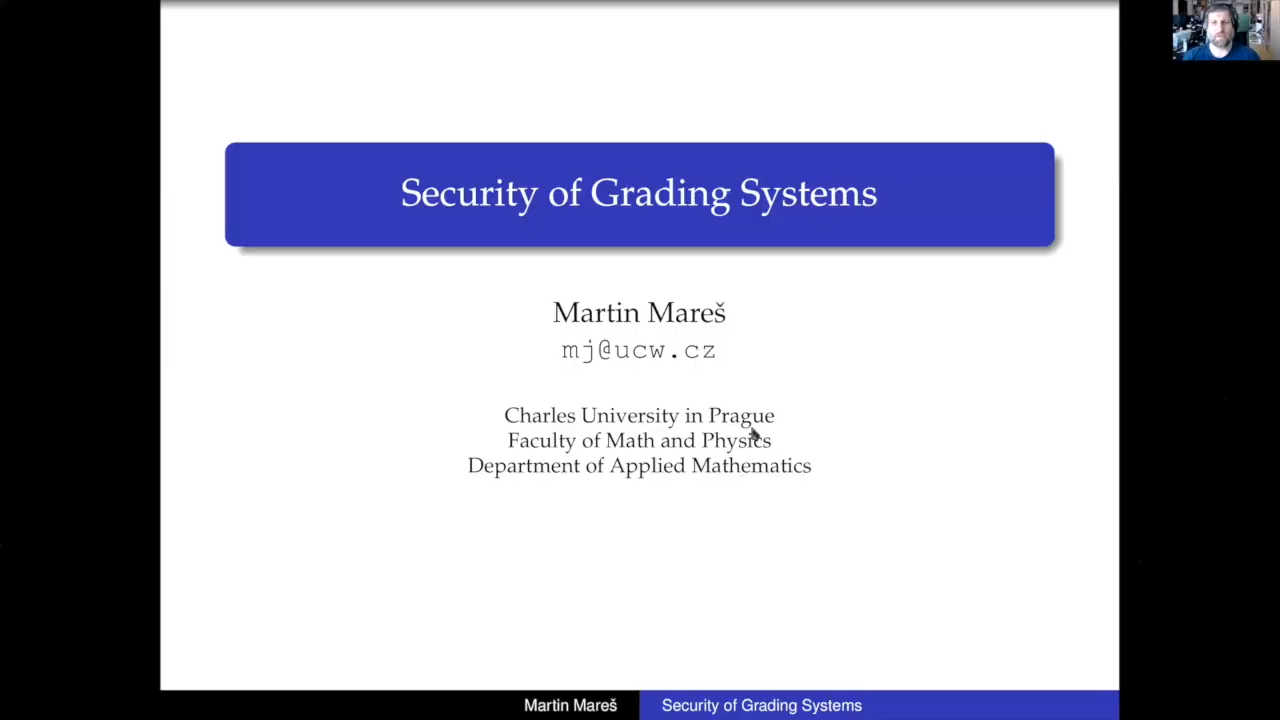 Security of Grading Systems
Martin Mareš
mj@ucw.cz
Charles University in Prague
Faculty of Math and Physics
Department of Applied Mathematics
Martin Mareš
Security of Grading Systems